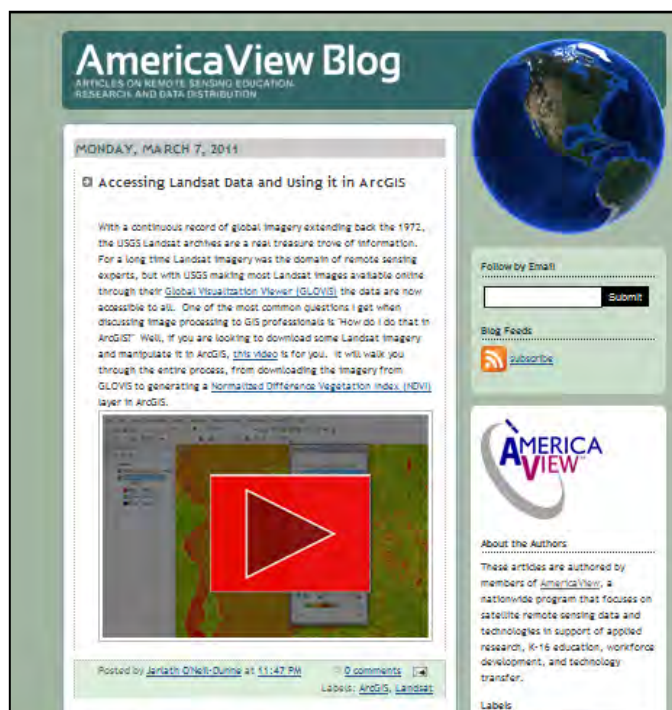 AmericaView Blog
ARTICLES ON REMOTE SENSING EDUCATION
RESEARCH AND DATA DISTRIBUTION
MONDAY, MARCH 7, 2011
Accessing Landsat Data and Using it in ArcGIS
With a continuous record of global imagery extending back the 1972,
the USGS Landsat archives are a real treasure trove of information.
For a long time Landsat imagery was the domain of remote sensing
experts, but with USGS making most Landsat images available online
through their Global Visualization Viewer (GLOVIS) the data are now
accessible to all. One of the most common questions I get when
discussing image processing to GIS professionals is "How do I do that in
ArcGIS?" Well, if you are looking to download some Landsat imagery
and manipulate it in ArcGIS, this video is for you. It will walk you
through the entire process, from downloading the imagery from
GLOVIS to generating a Normalized Difference Vegetation Index (NDVI)
layer in ArcGIS.
Posted by Jarlath O'Neil-Dunne at 11:47 PM 0 comments
Labels: ArcGIS, Landsat
Follow by Email
Submit
Blog Feeds
subscribe
AMERICA
VIEW
About the Authors
These articles are authored by
members of AmericaView, a
nationwide program that focuses on
satellite remote sensing data and
technologies in support of applied
research, K-16 education, workforce
development, and technology
transfer.
Labels